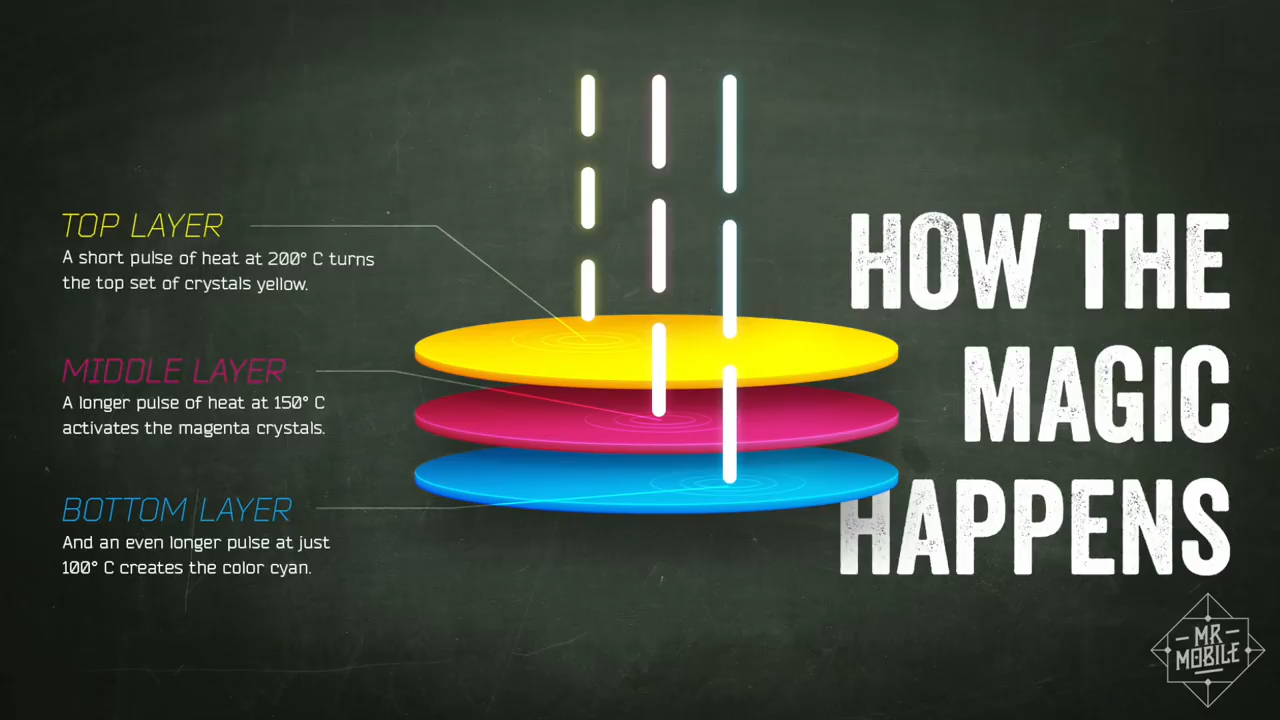 TOP LAYER
A short pulse of heat at 200° C turns
the top set of crystals yellow.
MIDDLE LAYER
A longer pulse of heat at 150° C
activates the magenta crystals.
BOTTOM LAYER
And an even longer pulse at just
100° C creates the color cyan.
HOW THE
MAGIC
HAPPENS
MR
MOBILE